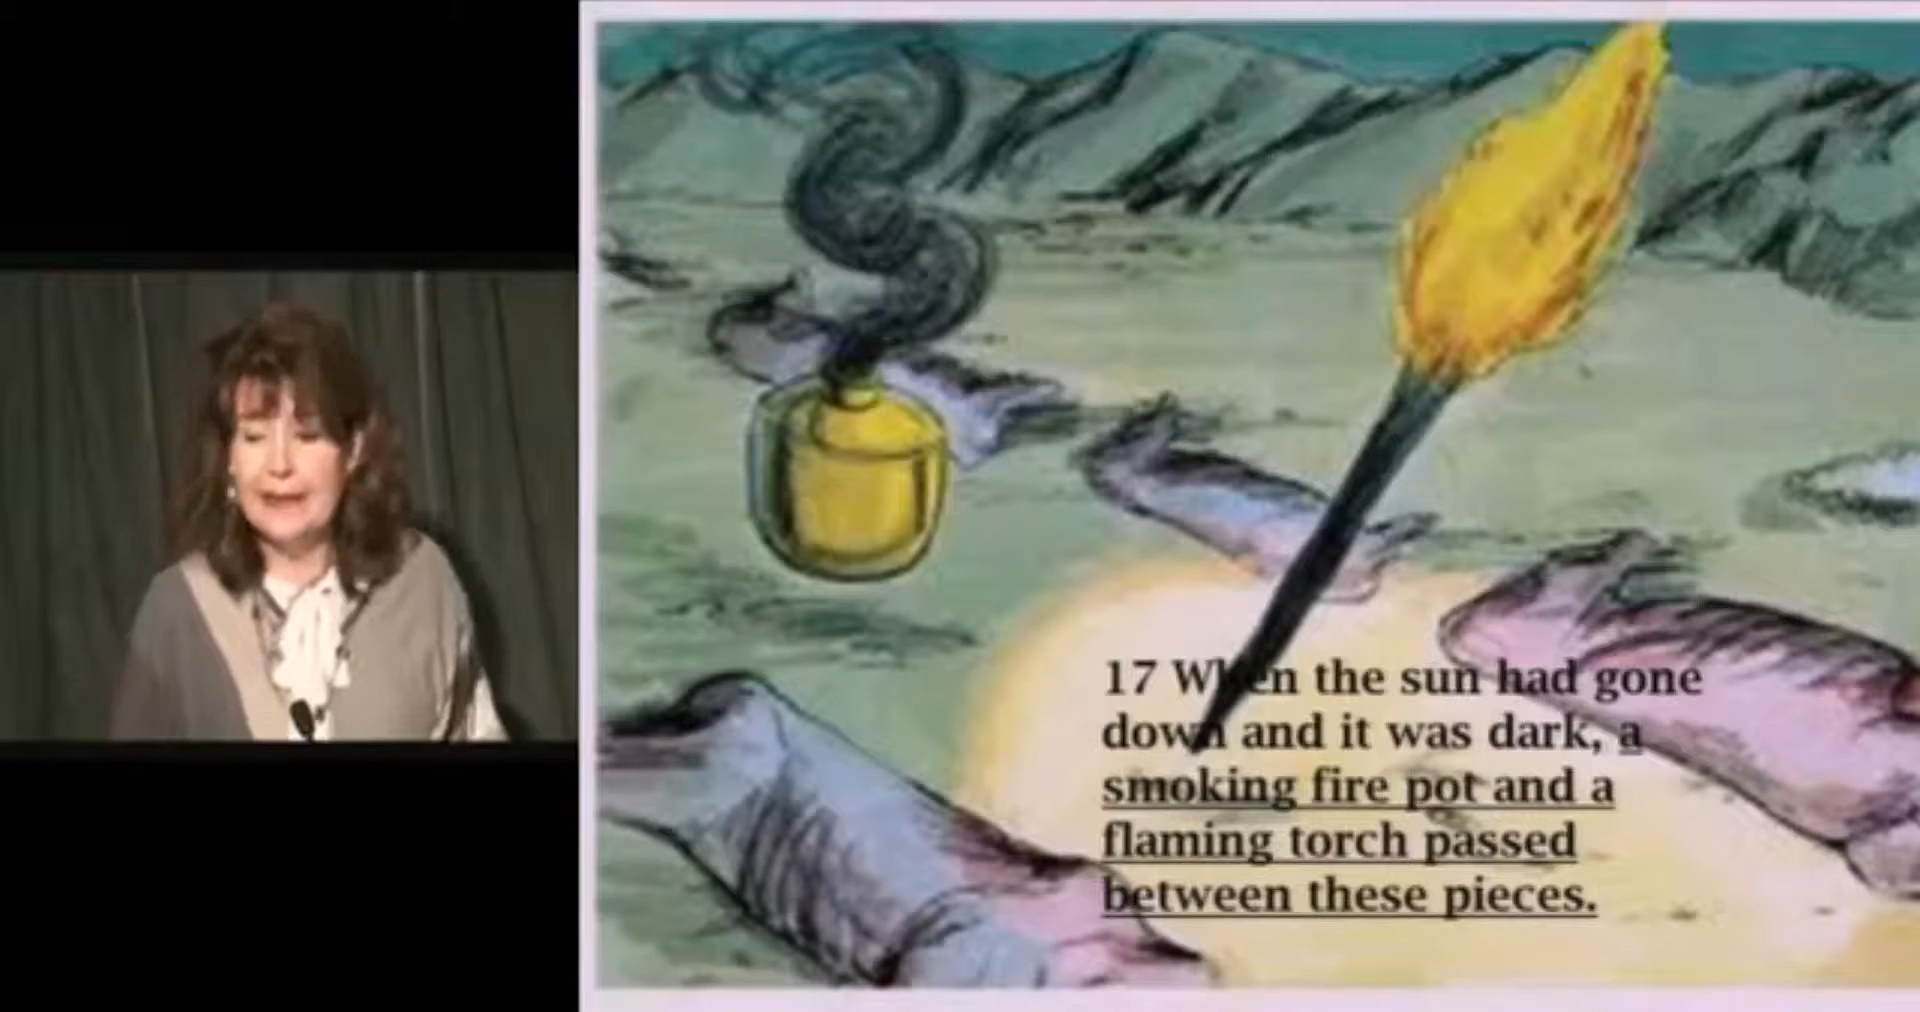 17 When the sun had gone
down and it was dark, a
smoking fire pot and a
flaming torch passed
between these pieces.